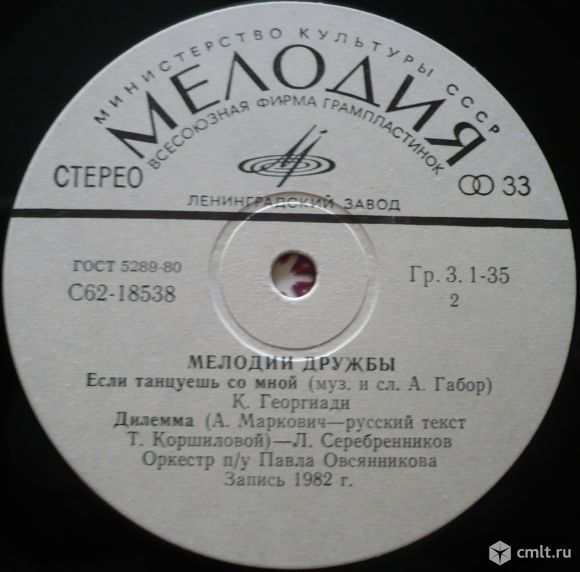 МИНИСТЕРСТВО КУЛЬТУРЫ СССР
МЕЛОДИЯ
ВСЕСОЮЗНАЯ ФИРМА ГРАМПЛАСТИНОК
СТЕРЕО
33
ЛЕНИНГРАДСКИЙ ЗАВОД
ГОСТ 5289-80
Гр. 3. 1-35
С62-18538
2
МЕЛОДИИ ДРУЖБЫ
Если танцуешь со мной (муз. и сл. А. Габор)
К. Георгиади
Дилемма (А. Маркович—русский текст
Т. Коршиловой)—Л. Серебренников
Оркестр п/у Павла Овсянникова
Запись 1982 г.
cmlt.ru